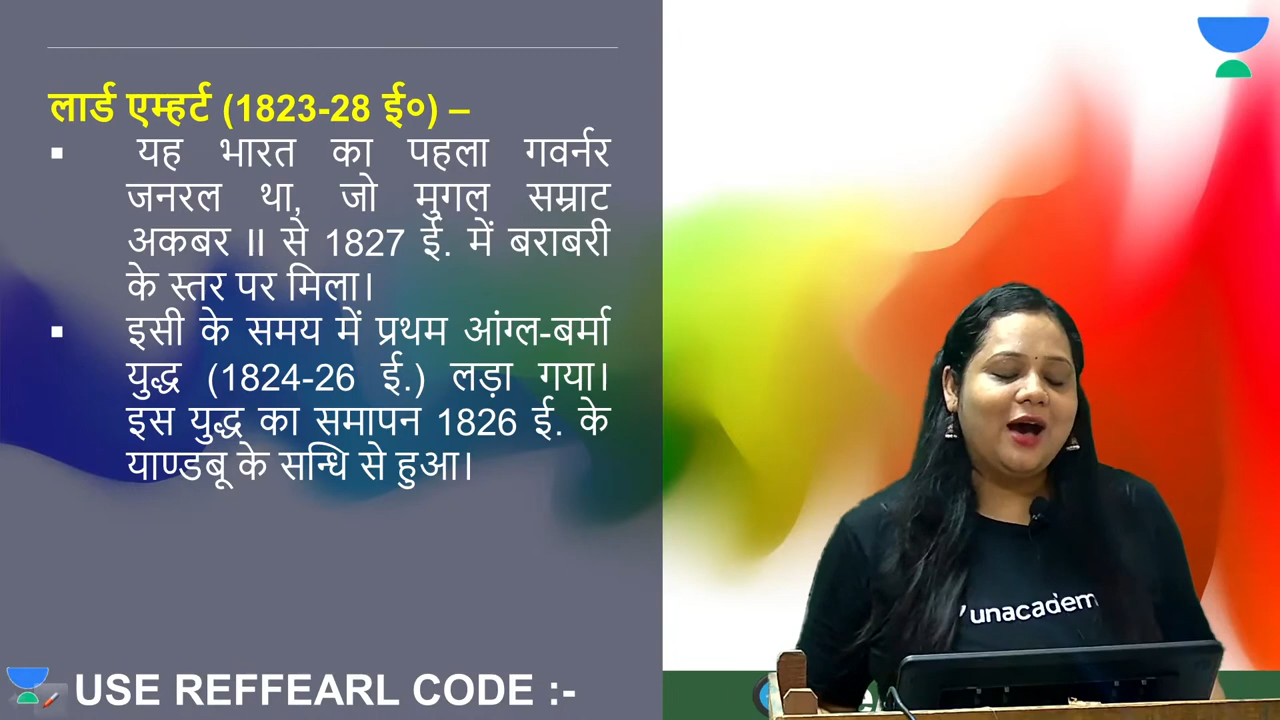 लार्ड एम्हर्ट (1823-28 ई०) –
▪ यह भारत का पहला गवर्नर
जनरल था, जो मुगल सम्राट
अकबर II से 1827 ई. में बराबरी
के स्तर पर मिला।
▪ इसी के समय में प्रथम आंग्ल-बर्मा
युद्ध (1824-26 ई.) लड़ा गया।
इस युद्ध का समापन 1826 ई. के
याण्डबू के सन्धि से हुआ।
unacadem
USE REFFEARL CODE :-